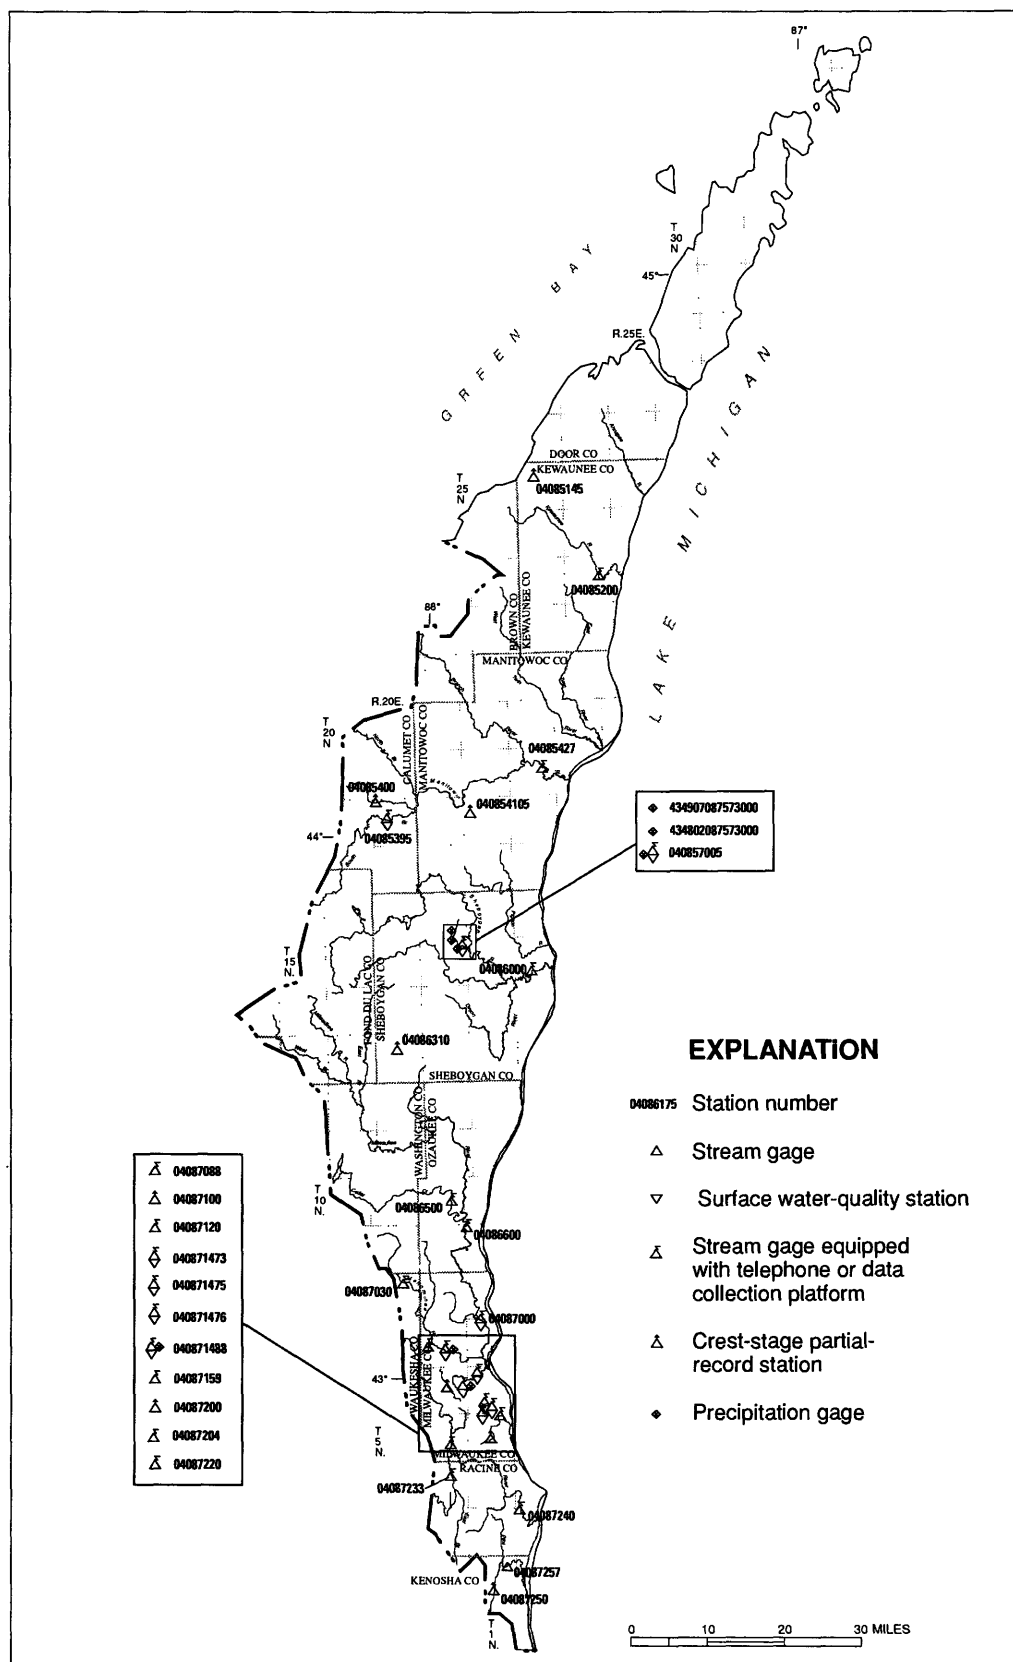 87°
T
30
N
45°
GREEN BAY
R.25E.
LAKE MICHIGAN
DOOR CO
KEWAUNEE CO
T
25
N
04085145
04085200
88°
BROWN CO
KEWAUNEE CO
MANITOWOC CO
R.20E.
T
20
N
CALUMET CO
MANITOWOC CO
04085427
04085400
040854105
04085395
44°
434907087573000
434802087573000
040857005
T
15
N.
FOND DU LAC CO
SHEBOYGAN CO
04086000
04086310
SHEBOYGAN CO
WASHINGTON CO
OZAUKEE CO
EXPLANATION
04086175 Station number
Stream gage
Surface water-quality station
Stream gage equipped
with telephone or data
collection platform
Crest-stage partial-
record station
Precipitation gage
04087088
04087100
04087120
040871473
040871475
040871476
040871488
04087159
04087200
04087204
04087220
T
10
N.
04086500
04086600
04087030
04087000
WAUKESHA CO
MILWAUKEE CO
43°
T
5
N.
MILWAUKEE CO
RACINE CO
04087233
04087240
04087257
KENOSHA CO
04087250
T
1
N.
0 10 20 30 MILES